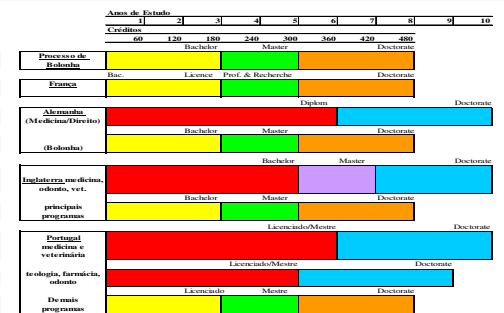 Anos de Estudo
1 2 3 4 5 6 7 8 9 10
Créditos
60 120 180 240 300 360 420 480
Bachelor Master Doctorate
Processo de
Bolonha
Bac. Licence Prof. & Recherche Doctorate
França
Diplom Doctorate
Alemanha
(Medicina/Direito)
Bachelor Master Doctorate
(Bolonha)
Bachelor Master Doctorate
Inglaterra medicina,
odonto, vet.
Bachelor Master Doctorate
principais
programas
Licenciado/Mestre Doctorate
Portugal
medicina e
veterinária
Licenciado/Mestre Doctorate
teologia, farmácia,
odonto
Licenciado Mestre Doctorate
Demais
programas